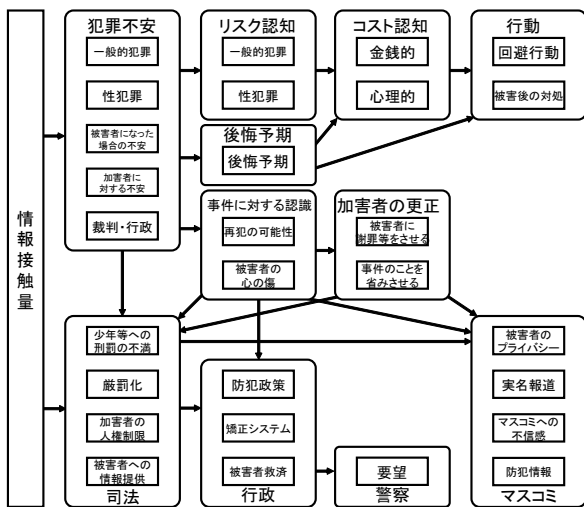 情報接触量
犯罪不安
一般的犯罪
性犯罪
被害者になった
場合の不安
加害者に
対する不安
裁判・行政
リスク認知
一般的犯罪
性犯罪
後悔予期
後悔予期
コスト認知
金銭的
心理的
行動
回避行動
被害後の対処
事件に対する認識
再犯の可能性
被害者の
心の傷
加害者の更正
被害者に
謝罪等をさせる
事件のことを
省みさせる
少年等への
刑罰の不満
厳罰化
加害者の
人権制限
被害者への
情報提供
司法
防犯政策
矯正システム
被害者救済
行政
要望
警察
被害者の
プライバシー
実名報道
マスコミへの
不信感
防犯情報
マスコミ